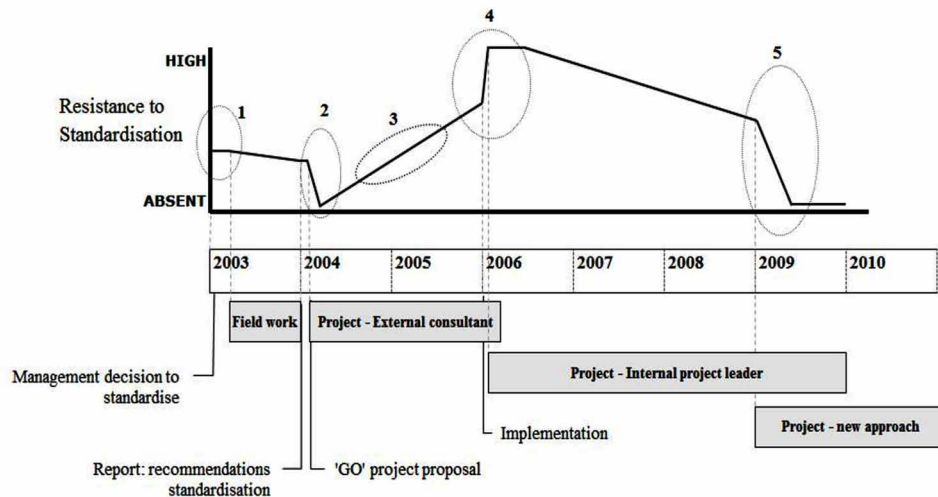 4
5
HIGH
1
2
3
Resistance to
Standardisation
ABSENT
2003 2004 2005 2006 2007 2008 2009 2010
Field work
Project - External consultant
Management decision to
standardise
Project - Internal project leader
Project - new approach
Implementation
Report: recommendations
standardisation
'GO' project proposal